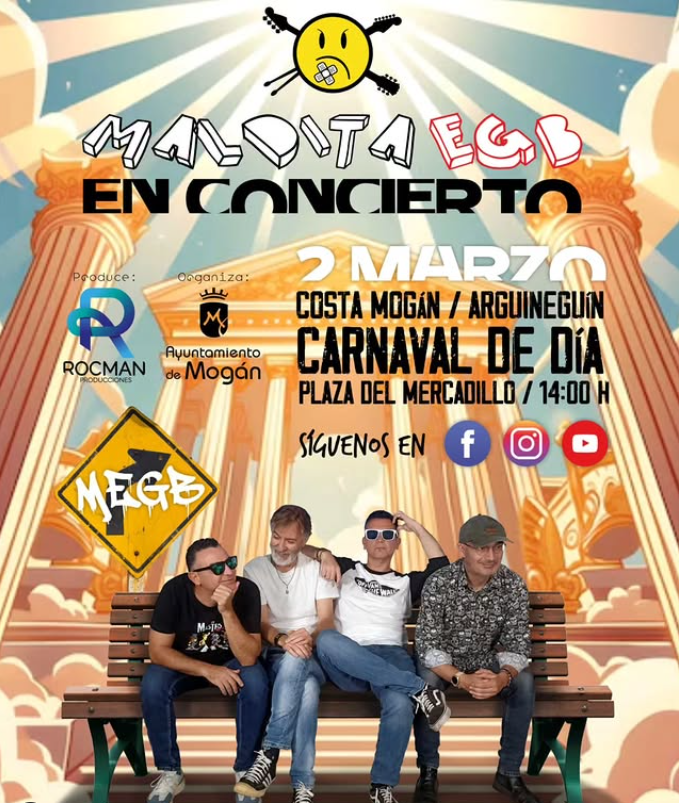 MALDITA EGB
EN CONCIERTO
2 MARZO
Produce:
ROCMAN
PRODUCCIONES
Organiza:
Ayuntamiento
de Mogán
COSTA MOGÁN / ARGUINEGUÍN
CARNAVAL DE DÍA
PLAZA DEL MERCADILLO / 14:00 H
SÍGUENOS EN
MEGB